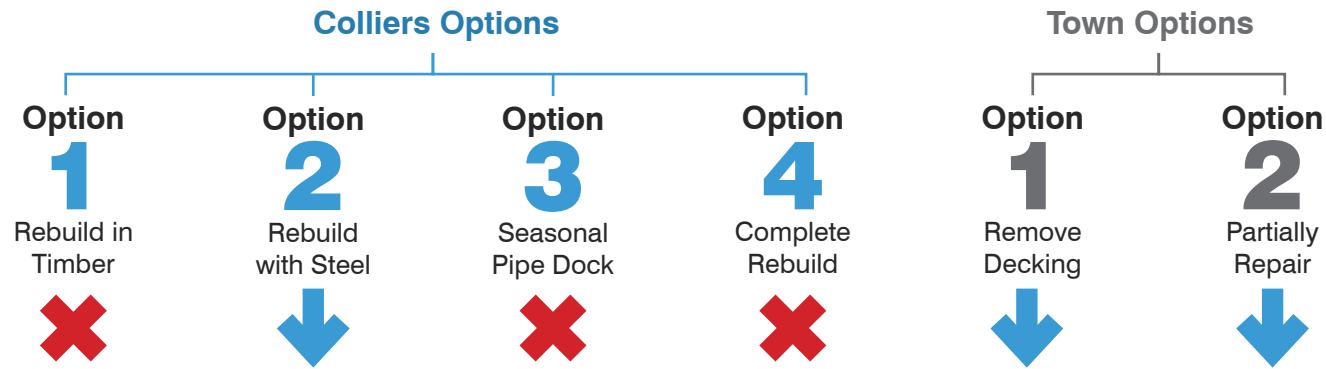 Colliers Options
Town Options
Option
1
Rebuild in
Timber
Option
2
Rebuild
with Steel
Option
3
Seasonal
Pipe Dock
Option
4
Complete
Rebuild
Option
1
Remove
Decking
Option
2
Partially
Repair